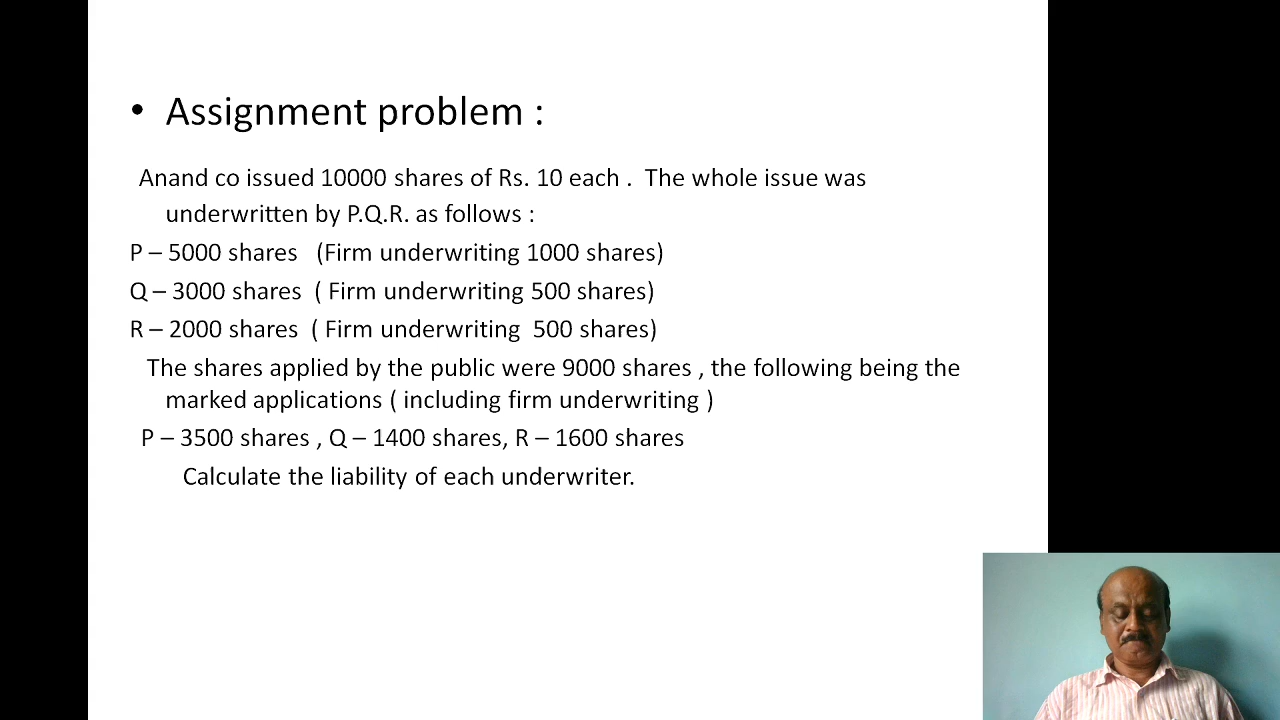 • Assignment problem :
Anand co issued 10000 shares of Rs. 10 each . The whole issue was
underwritten by P.Q.R. as follows :
P – 5000 shares (Firm underwriting 1000 shares)
Q – 3000 shares ( Firm underwriting 500 shares)
R – 2000 shares ( Firm underwriting 500 shares)
The shares applied by the public were 9000 shares , the following being the
marked applications ( including firm underwriting )
P – 3500 shares , Q – 1400 shares, R – 1600 shares
Calculate the liability of each underwriter.